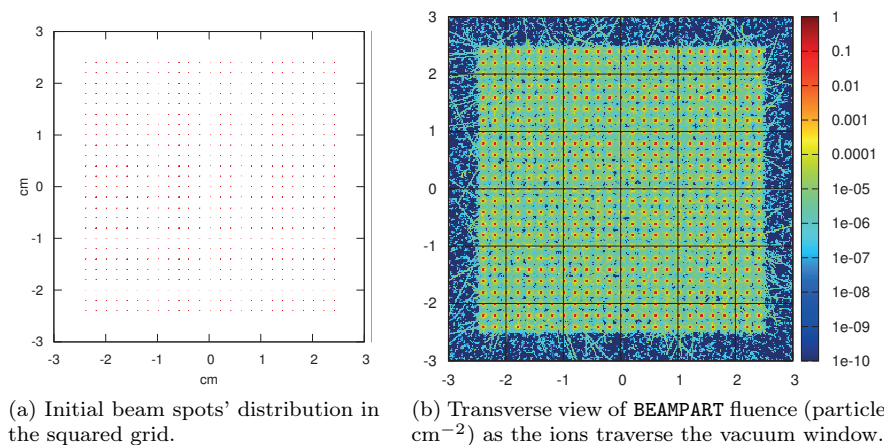 3
2
1
0
-1
-2
-3
-3 -2 -1 0 1 2 3
cm
cm
(a) Initial beam spots' distribution in
the squared grid.
3
2
1
0
-1
-2
-3
-3 -2 -1 0 1 2 3
1
0.1
0.01
0.001
0.0001
1e-05
1e-06
1e-07
1e-08
1e-09
1e-10
(b) Transverse view of BEAMPART fluence (particle
cm−2) as the ions traverse the vacuum window.